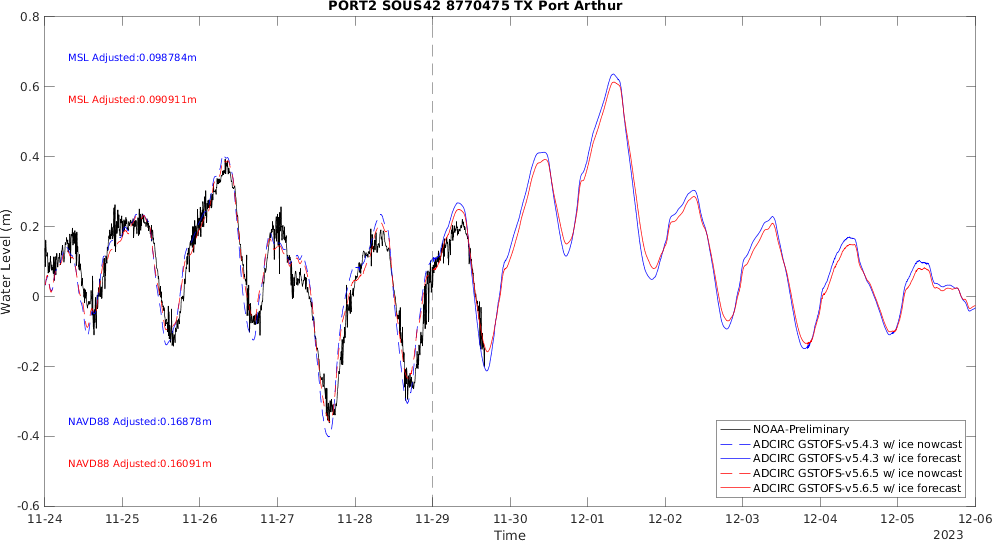 PORT2 SOUS42 8770475 TX Port Arthur
0.8
0.6
0.4
0.2
0
-0.2
-0.4
-0.6
Water Level (m)
MSL Adjusted:0.098784m
MSL Adjusted:0.090911m
NAVD88 Adjusted:0.16878m
NAVD88 Adjusted:0.16091m
NOAA-Preliminary
ADCIRC GSTOFS-v5.4.3 w/ ice nowcast
ADCIRC GSTOFS-v5.4.3 w/ ice forecast
ADCIRC GSTOFS-v5.6.5 w/ ice nowcast
ADCIRC GSTOFS-v5.6.5 w/ ice forecast
11-24 11-25 11-26 11-27 11-28 11-29 11-30 12-01 12-02 12-03 12-04 12-05 12-06
Time
2023